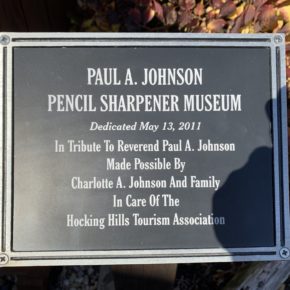 PAUL A. JOHNSON
PENCIL SHARPENER MUSEUM
Dedicated May 13, 2011
In Tribute To Reverend Paul A. Johnson
Made Possible By
Charlotte A. Johnson And Family
In Care Of The
Hocking Hills Tourism Association